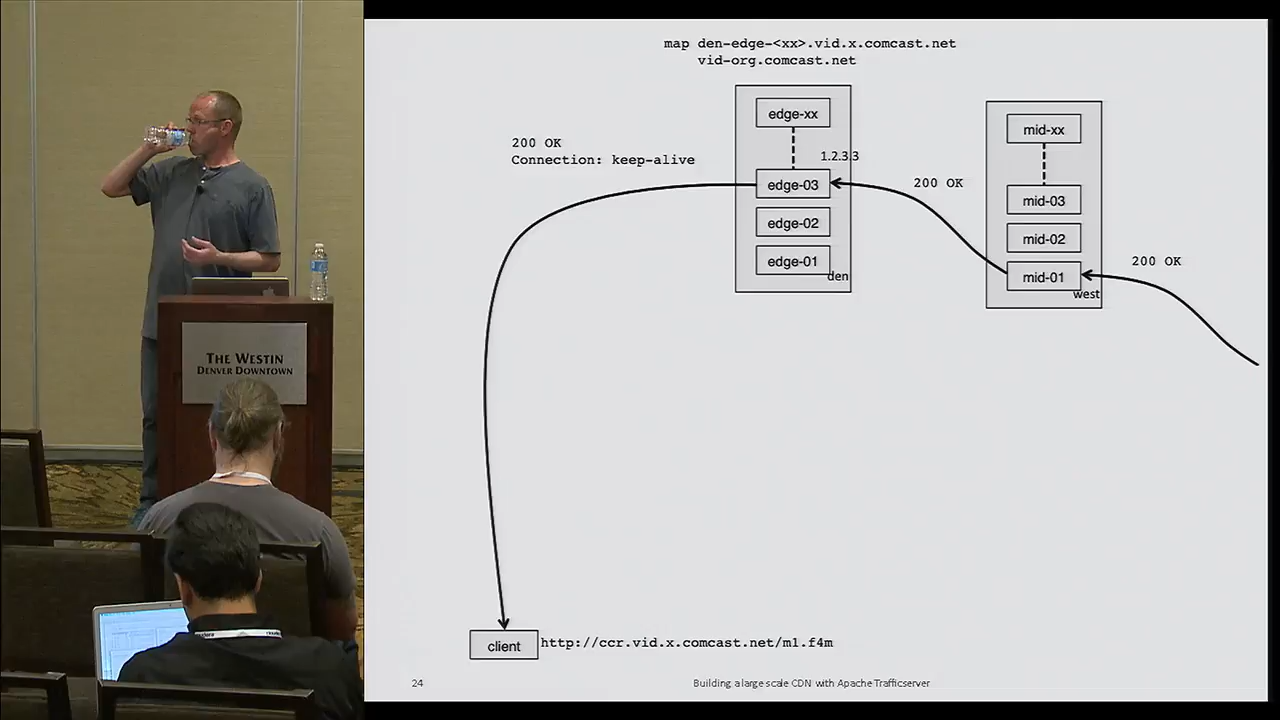 map den-edge-<xx>.vid.x.comcast.net
vid-org.comcast.net
edge-xx
mid-xx
200 OK
Connection: keep-alive
1.2.3.3
edge-03
200 OK
mid-03
edge-02
mid-02
edge-01
den
mid-01
west
200 OK
THE WESTIN
DENVER DOWNTOWN
client
http://ccr.vid.x.comcast.net/m1.f4m
24
Building a large scale CDN with Apache Trafficserver